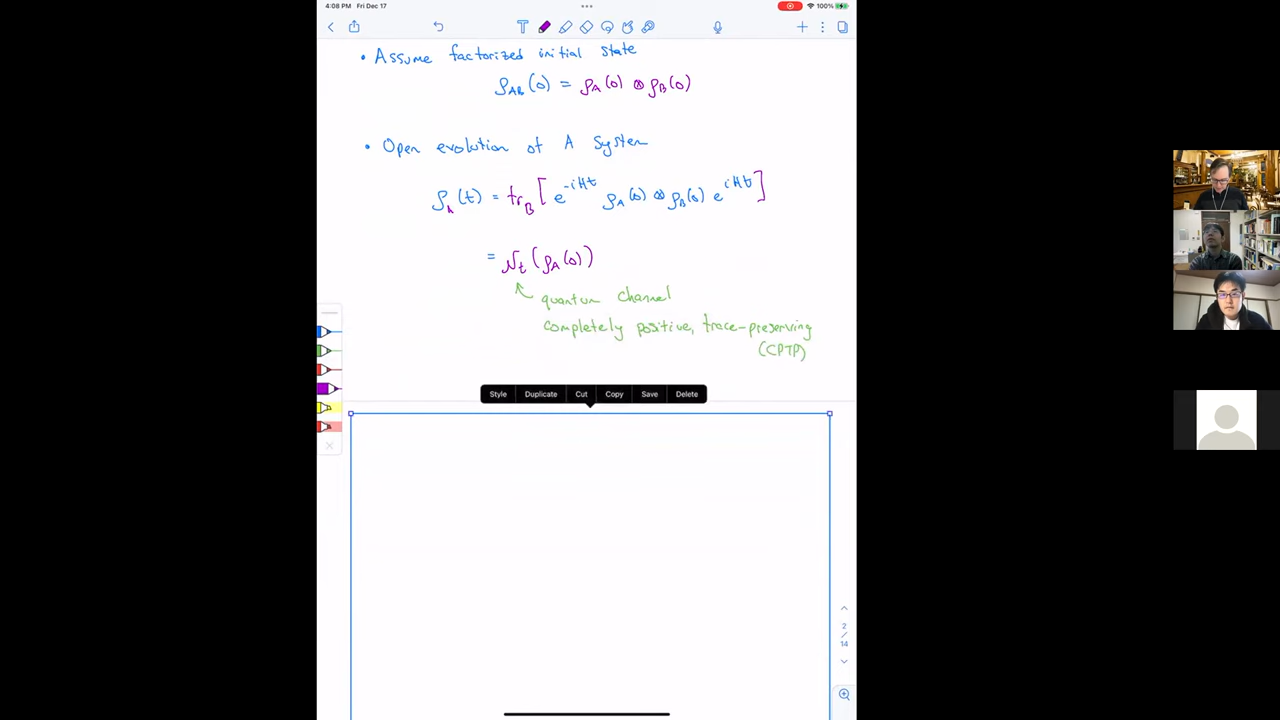 4:08 PM Fri Dec 17
100%
• Assume factorized initial state
ρAB(0) = ρA(0) ⊗ ρB(0)
• Open evolution of A System
ρA(t) = trB[e^{-iHt} ρA(0) ⊗ ρB(0) e^{iHt}]
= 𝒩t(ρA(0))
quantum channel
completely positive, trace-preserving
(CPTP)
Style Duplicate Cut Copy Save Delete
2
/
14